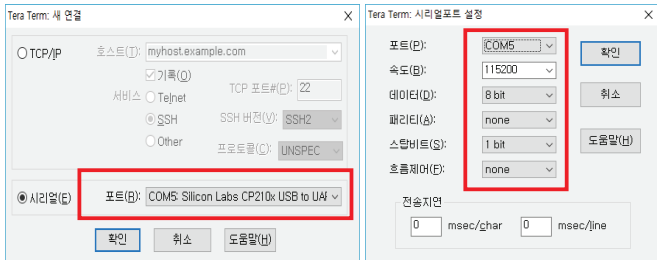 Tera Term: 새 연결
TCP/IP
호스트(T): myhost.example.com
기록(O)
서비스 Telnet
TCP 포트#(P): 22
SSH
SSH 버전(V): SSH2
Other
프로토콜(C): UNSPEC
시리얼(E)
포트(R): COM5: Silicon Labs CP210x USB to UAI
확인 취소 도움말(H)
Tera Term: 시리얼포트 설정
포트(P): COM5 확인
속도(B): 115200
데이터(D): 8 bit 취소
패리티(A): none
스탑비트(S): 1 bit 도움말(H)
흐름제어(F): none
전송지연
0 msec/char 0 msec/line